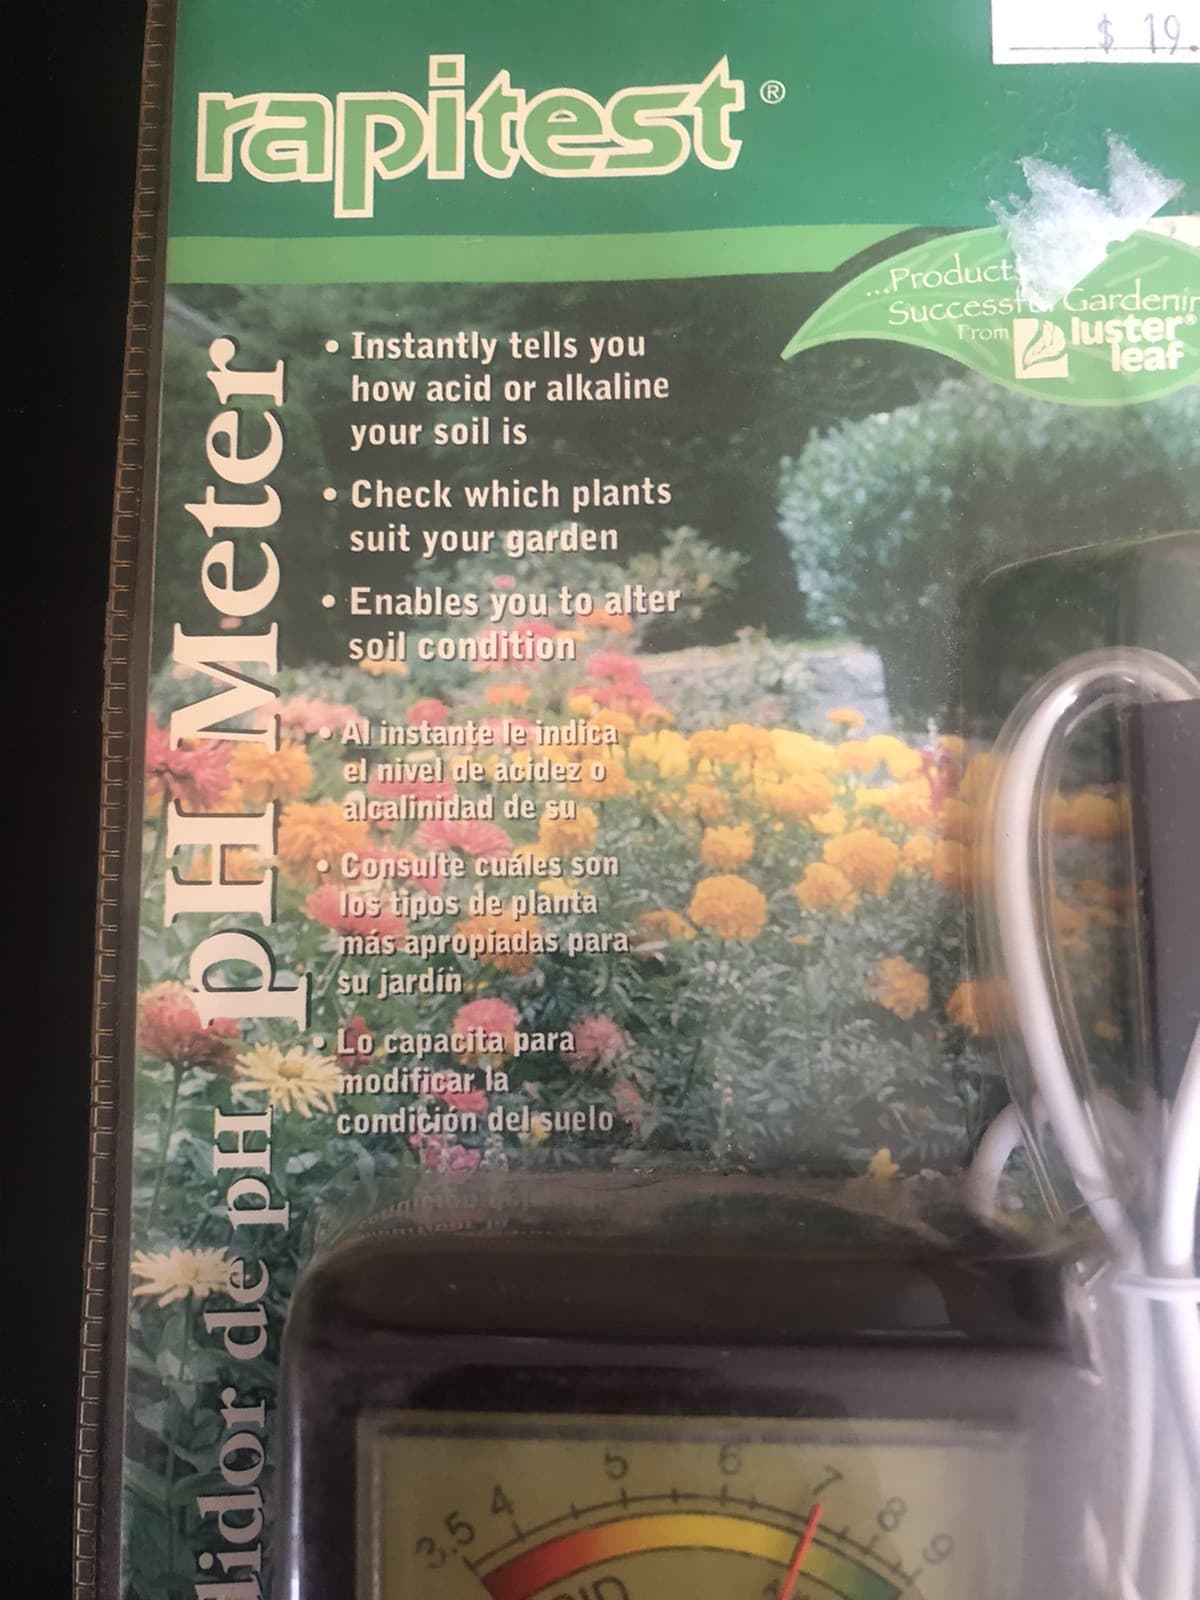 $ 19.
rapitest®
...Products
Successful Gardenin
From luster®
leaf
pH Meter
• Instantly tells you
how acid or alkaline
your soil is
• Check which plants
suit your garden
• Enables you to alter
soil condition
• Al instante le indica
el nivel de acidez o
alcalinidad de su
• Consulte cuáles son
los tipos de planta
más apropiadas para
su jardín
• Lo capacita para
modificar la
condición del suelo
didor de pH
3.5 4 5 6 7 8 9